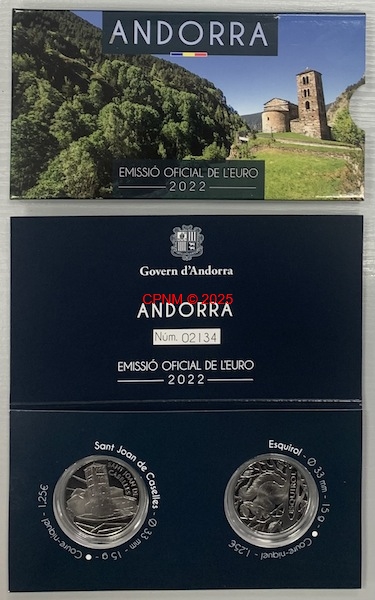 ANDORRA
EMISSIÓ OFICIAL DE L'EURO
2022
Govern d'Andorra
CPNM © 2025
ANDORRA
Núm. 02134
EMISSIÓ OFICIAL DE L'EURO
2022
Sant Joan de Caselles - Ø 33 mm - 15 g - Coure-níquel - 1,25€
Esquirol - Ø 33 mm - 15 g - Coure-níquel - 1,25€
ESQUIROL